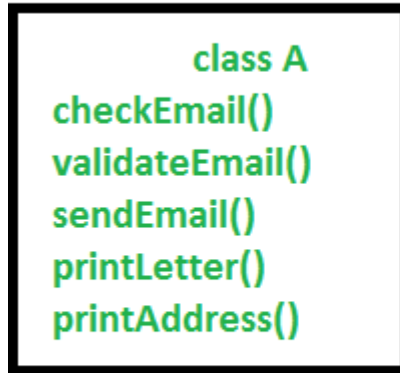 class A
checkEmail()
validateEmail()
sendEmail()
printLetter()
printAddress()